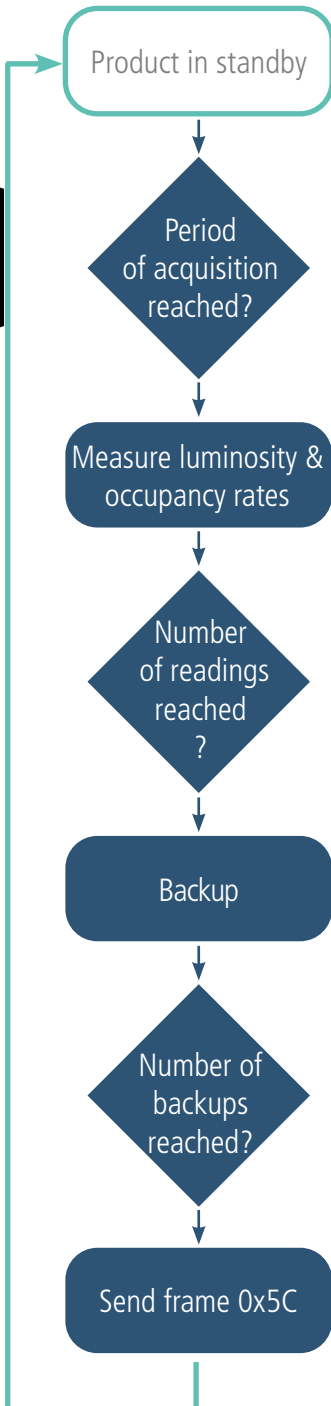 Product in standby
Period
of acquisition
reached?
Measure luminosity &
occupancy rates
Number
of readings
reached
?
Backup
Number of
backups
reached?
Send frame 0x5C